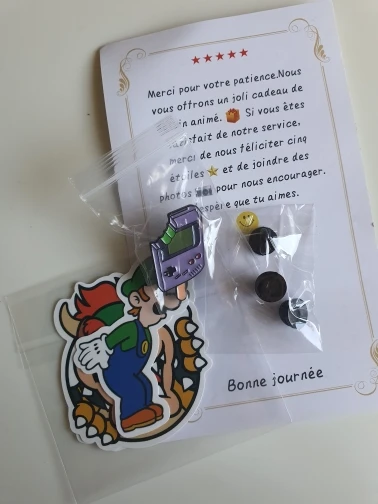 Merci pour votre patience.Nous
vous offrons un joli cadeau de
in animé. Si vous êtes
satisfait de notre service,
merci de nous féliciter cinq
étoiles et de joindre des
photos pour nous encourager.
espère que tu aimes.
Bonne journée